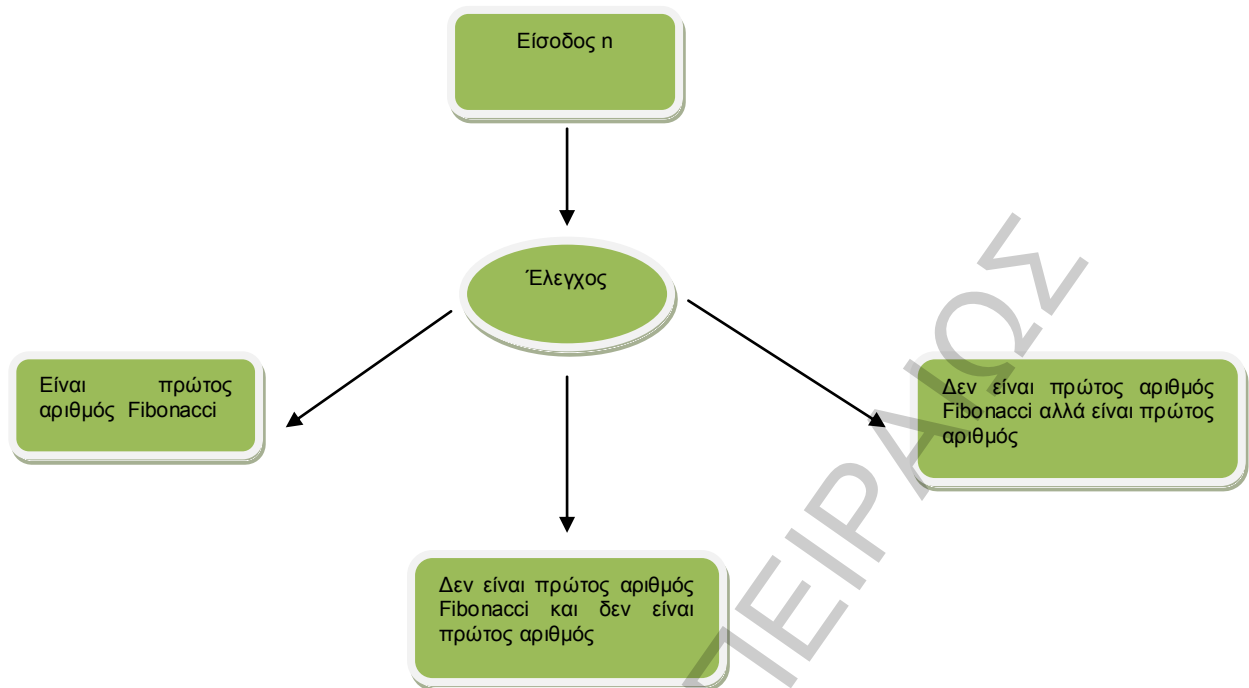 Είσοδος n
Έλεγχος
Είναι πρώτος
αριθμός Fibonacci
Δεν είναι πρώτος αριθμός
Fibonacci αλλά είναι πρώτος
αριθμός
Δεν είναι πρώτος αριθμός
Fibonacci και δεν είναι
πρώτος αριθμός
ΠΕΙΡΑΙΩΣ